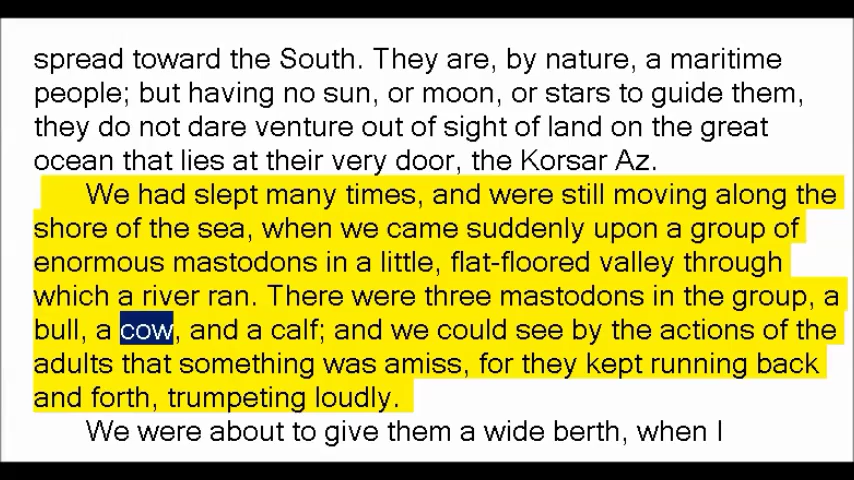 spread toward the South. They are, by nature, a maritime
people; but having no sun, or moon, or stars to guide them,
they do not dare venture out of sight of land on the great
ocean that lies at their very door, the Korsar Az.
We had slept many times, and were still moving along the
shore of the sea, when we came suddenly upon a group of
enormous mastodons in a little, flat-floored valley through
which a river ran. There were three mastodons in the group, a
bull, a cow, and a calf; and we could see by the actions of the
adults that something was amiss, for they kept running back
and forth, trumpeting loudly.
We were about to give them a wide berth, when I